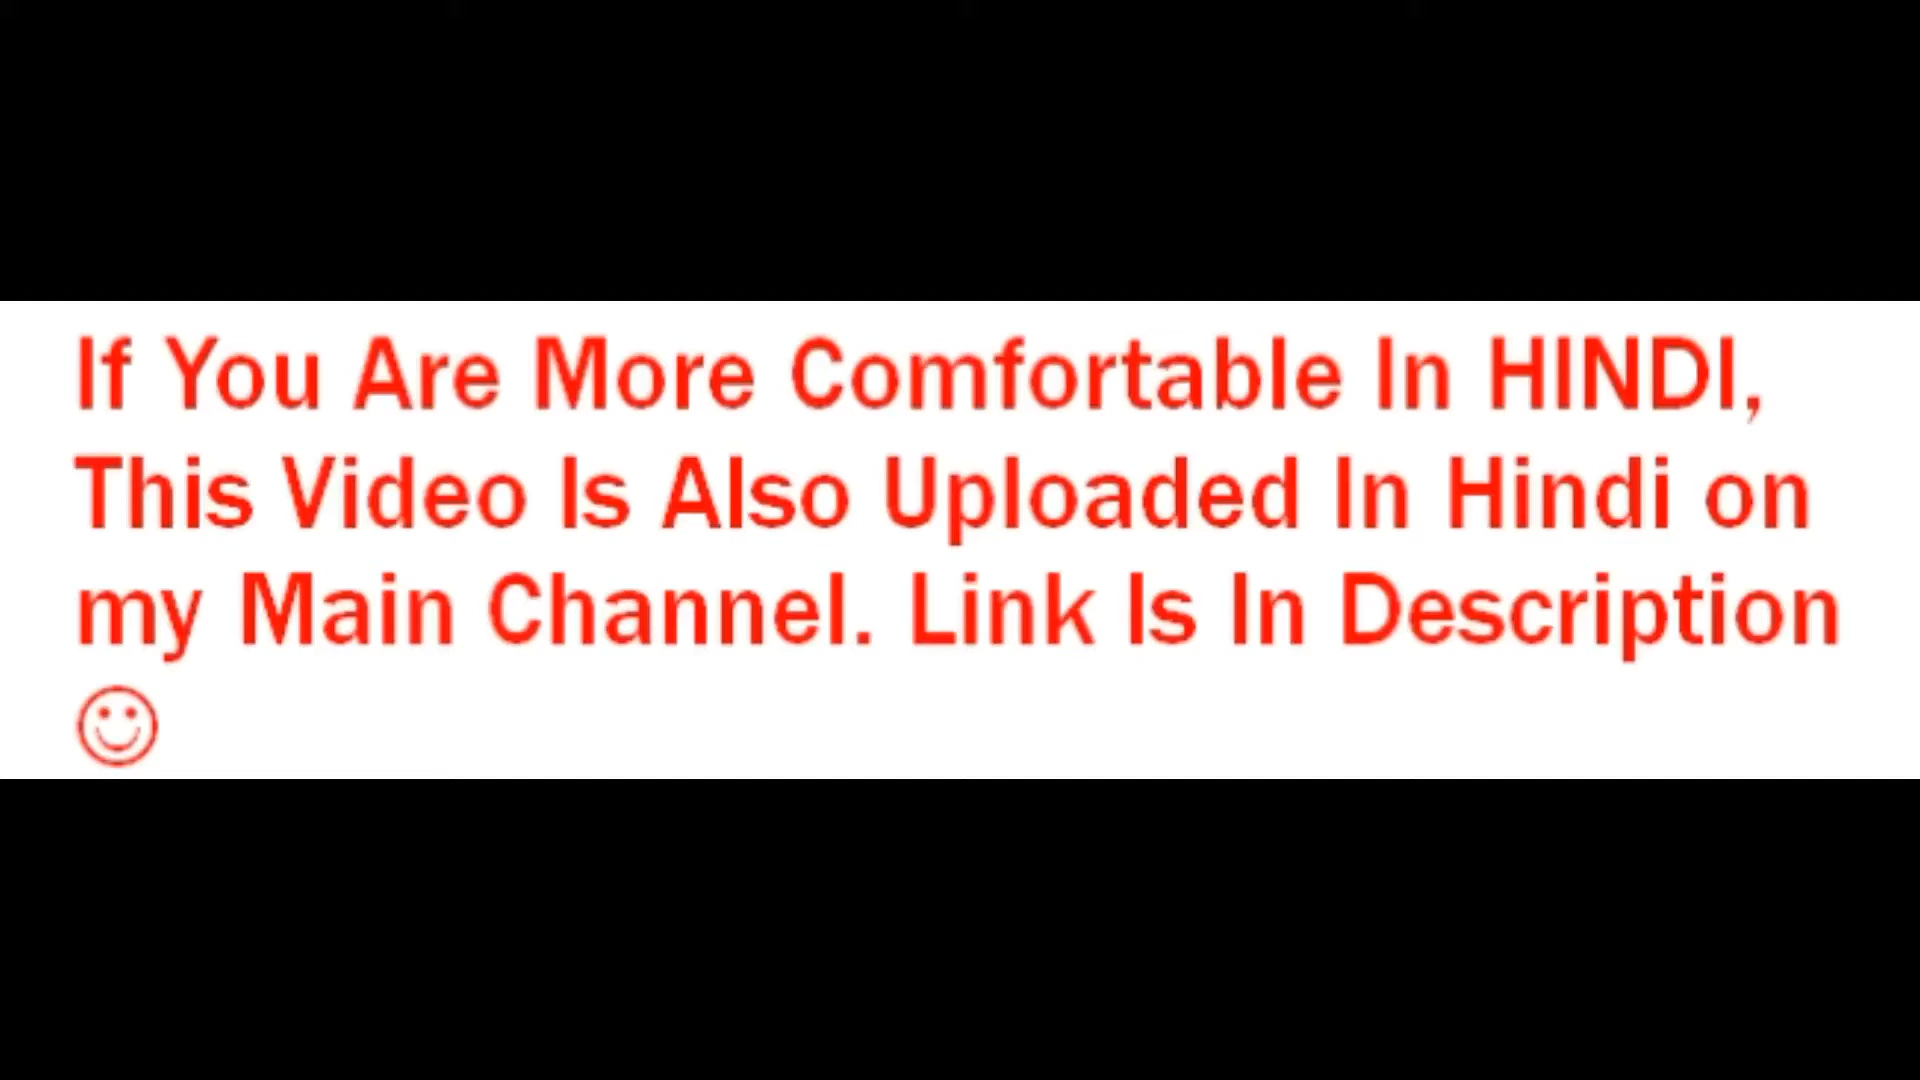 If You Are More Comfortable In HINDI,
This Video Is Also Uploaded In Hindi on
my Main Channel. Link Is In Description
☺